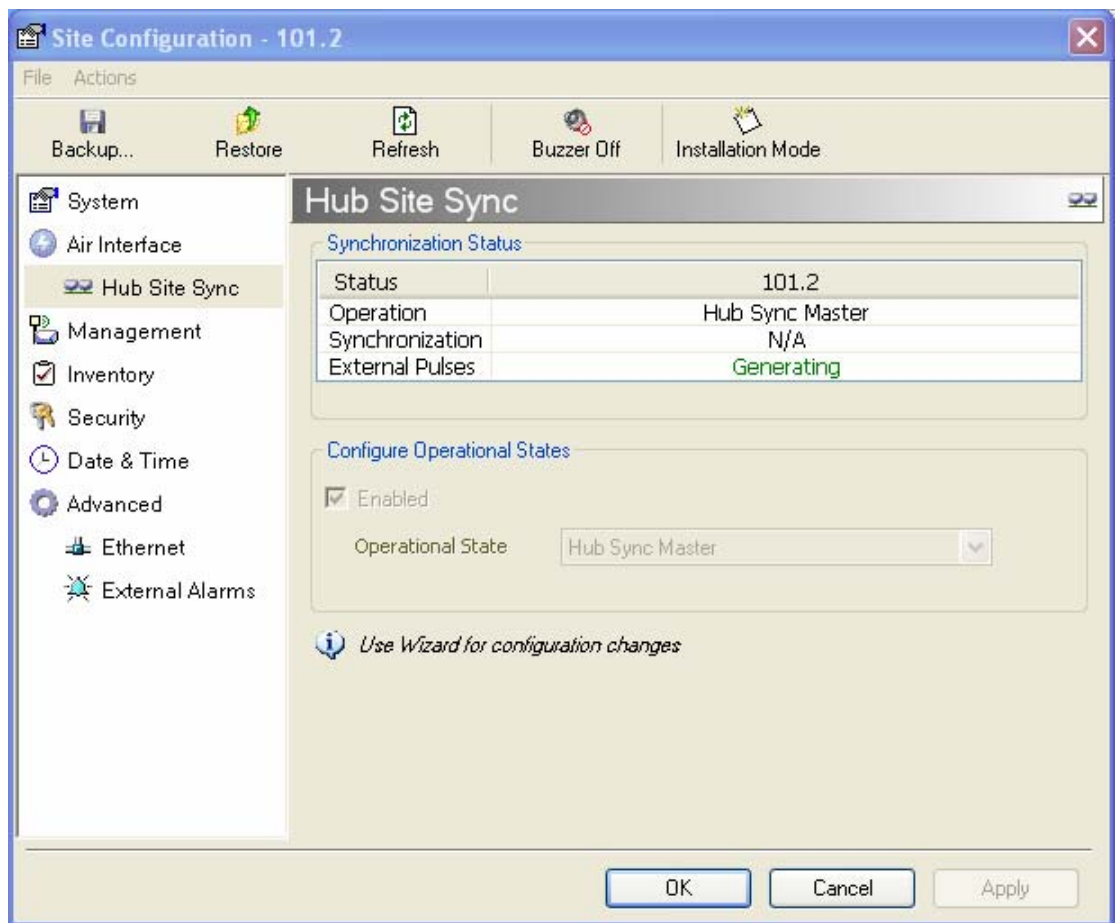 Site Configuration - 101.2
File Actions
Backup... Restore Refresh Buzzer Off Installation Mode
System
Air Interface
Hub Site Sync
Management
Inventory
Security
Date & Time
Advanced
Ethernet
External Alarms
Hub Site Sync
Synchronization Status
Status 101.2
Operation Hub Sync Master
Synchronization N/A
External Pulses Generating
Configure Operational States
Enabled
Operational State Hub Sync Master
Use Wizard for configuration changes
OK Cancel Apply